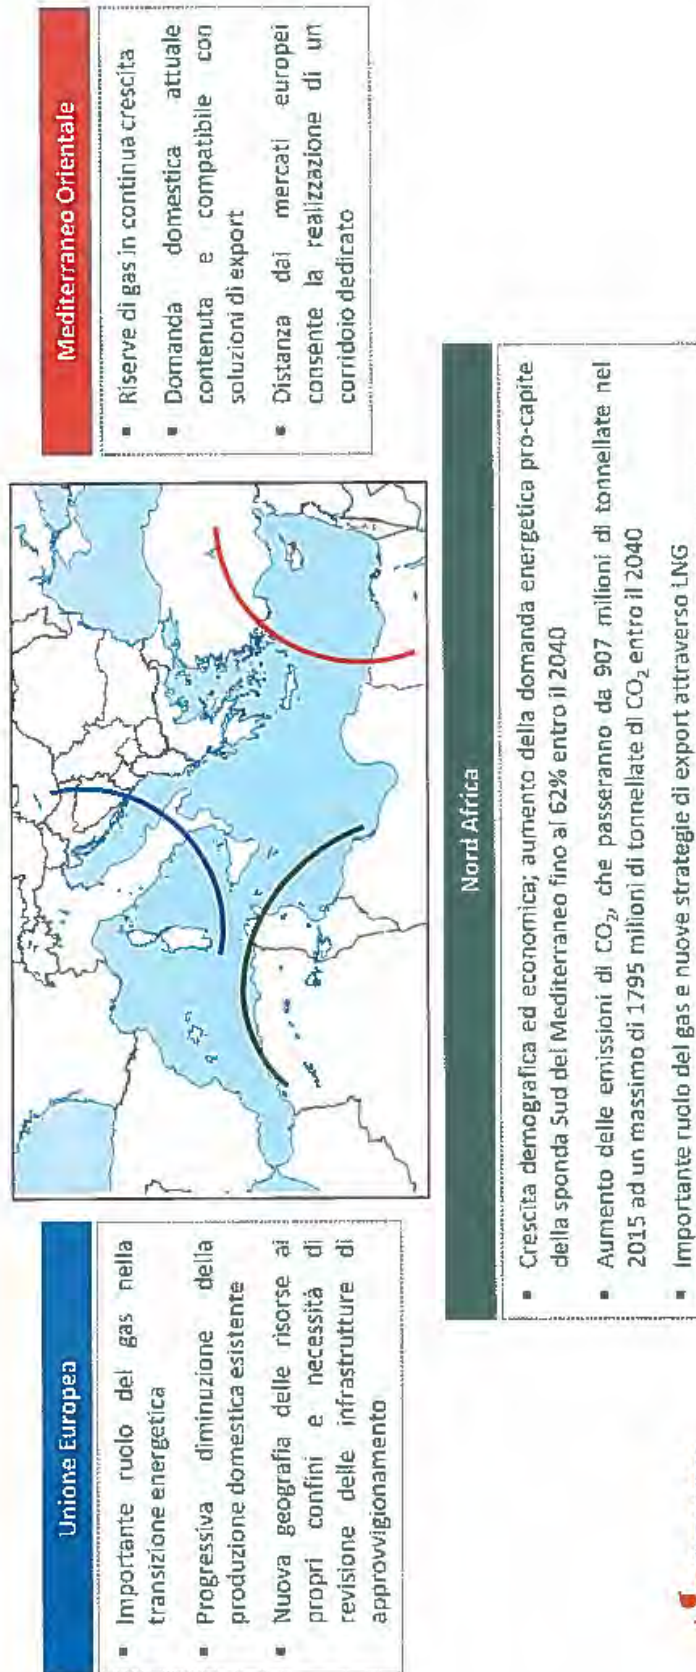 Unione Europea
▪ Importante ruolo del gas nella
transizione energetica
▪ Progressiva diminuzione della
produzione domestica esistente
▪ Nuova geografia delle risorse ai
propri confini e necessità di
revisione delle infrastrutture di
approvvigionamento
Mediterraneo Orientale
▪ Riserve di gas in continua crescita
▪ Domanda domestica attuale
contenuta e compatibile con
soluzioni di export
▪ Distanza dai mercati europei
consente la realizzazione di un
corridoio dedicato
Nord Africa
▪ Crescita demografica ed economica; aumento della domanda energetica pro-capite
della sponda Sud del Mediterraneo fino al 62% entro il 2040
▪ Aumento delle emissioni di CO₂, che passeranno da 907 milioni di tonnellate nel
2015 ad un massimo di 1795 milioni di tonnellate di CO₂ entro il 2040
▪ Importante ruolo del gas e nuove strategie di export attraverso LNG